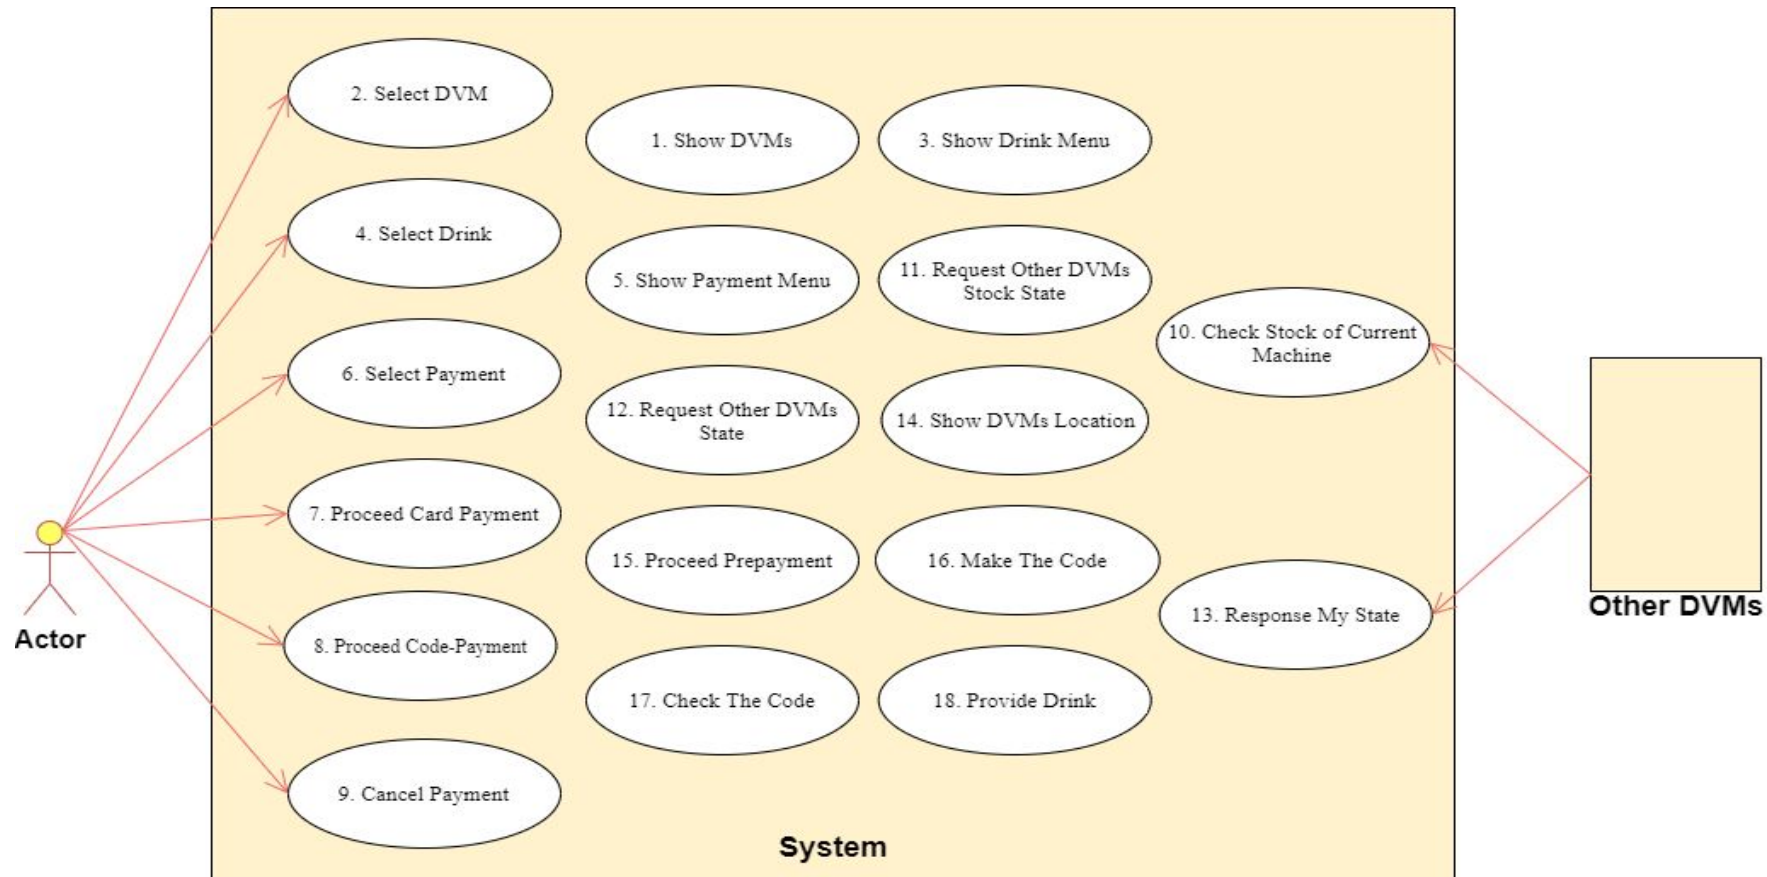 2. Select DVM
1. Show DVMs
3. Show Drink Menu
4. Select Drink
5. Show Payment Menu
11. Request Other DVMs
Stock State
10. Check Stock of Current
Machine
6. Select Payment
12. Request Other DVMs
State
14. Show DVMs Location
7. Proceed Card Payment
15. Proceed Prepayment
16. Make The Code
13. Response My State
Other DVMs
Actor
8. Proceed Code-Payment
17. Check The Code
18. Provide Drink
9. Cancel Payment
System